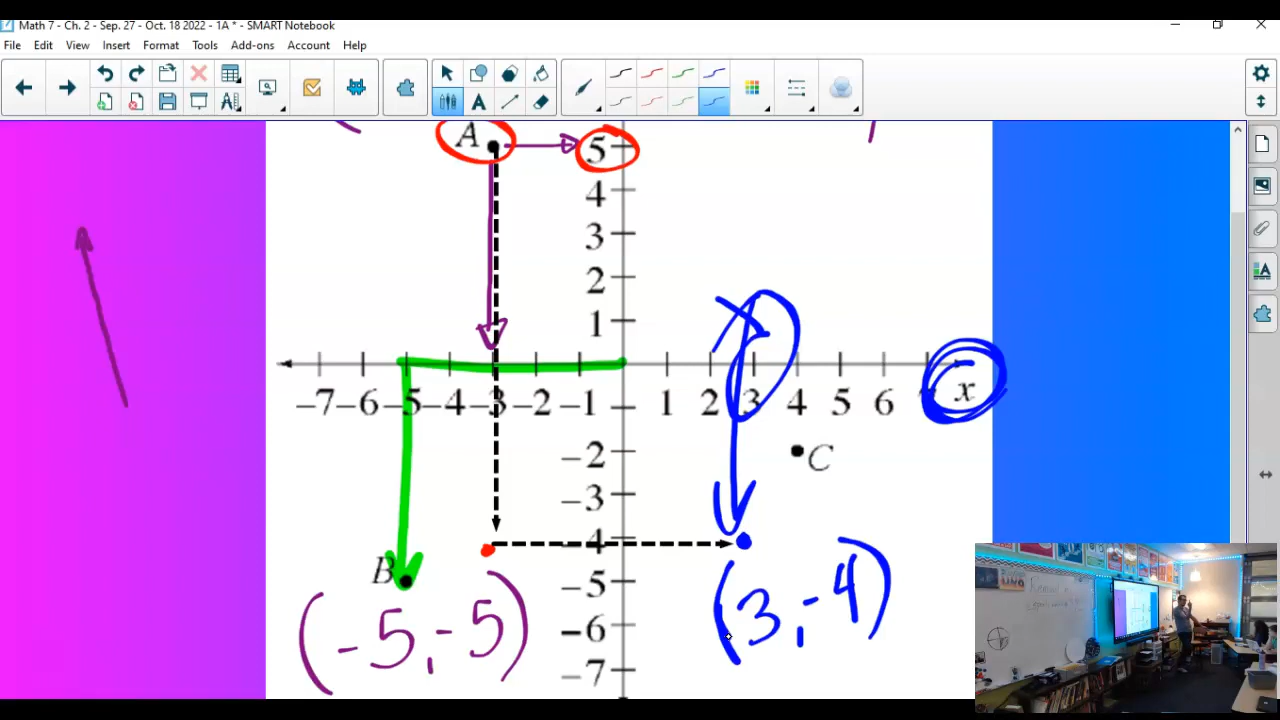 Math 7 - Ch. 2 - Sep. 27 - Oct. 18 2022 - 1A * - SMART Notebook
File Edit View Insert Format Tools Add-ons Account Help
A
5
4
3
2
1
-7 -6 -5 -4 -3 -2 -1 1 2 3 4 5 6 x
-2
C
-3
-4
B
-5
(-5,-5)
(3,-4)
-6
-7